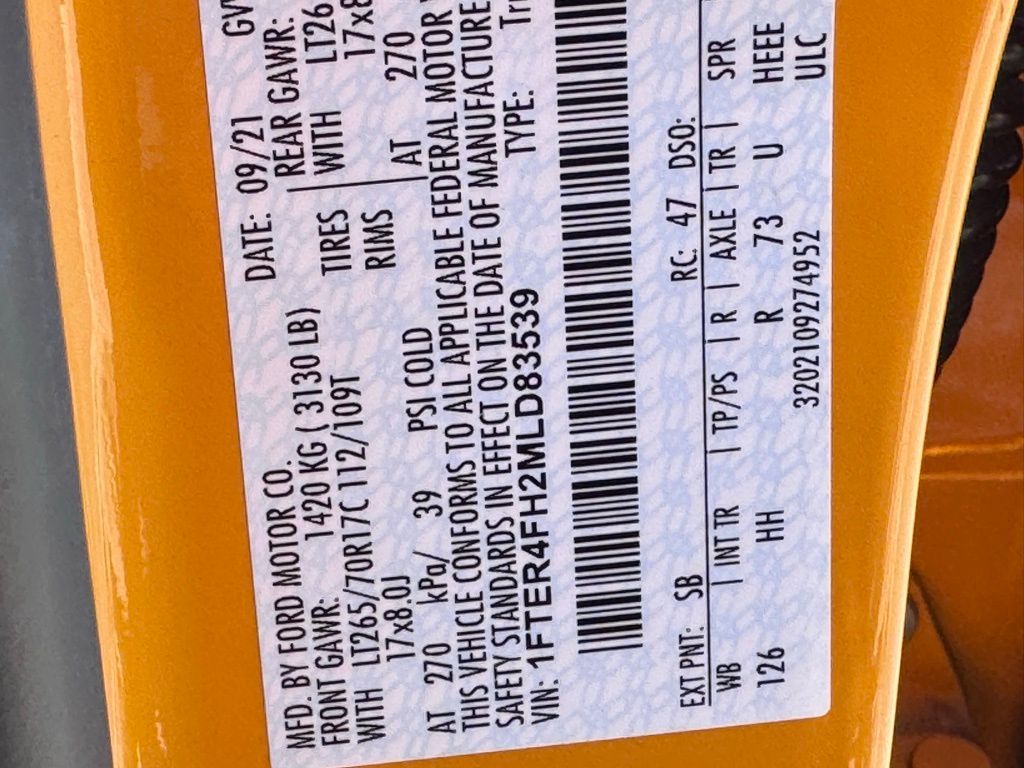 MFD. BY FORD MOTOR CO.
DATE: 09/21
FRONT GAWR: 1420 KG ( 3130 LB)
REAR GAWR:
WITH LT265/70R17C 112/109T TIRES WITH
17x8.0J RIMS
AT 270 kPa/ 39 PSI COLD AT 270
THIS VEHICLE CONFORMS TO ALL APPLICABLE FEDERAL MOTOR
SAFETY STANDARDS IN EFFECT ON THE DATE OF MANUFACTURE
VIN: 1FTER4FH2MLD83539 TYPE:
EXT PNT: SB RC: 47 DSO:
WB | INT TR | TP/PS | R | AXLE | TR | SPR
126 HH R 73 U HEEE
3202109274952 ULC